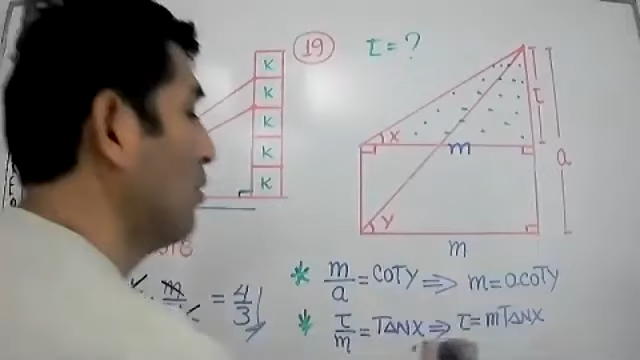 K
K
K
K
K
19 τ = ?
x
m
τ
a
y
m
m/a = COTY ⇒ m = aCOTY
τ/m = TANX ⇒ τ = mTANX
m = 4/3